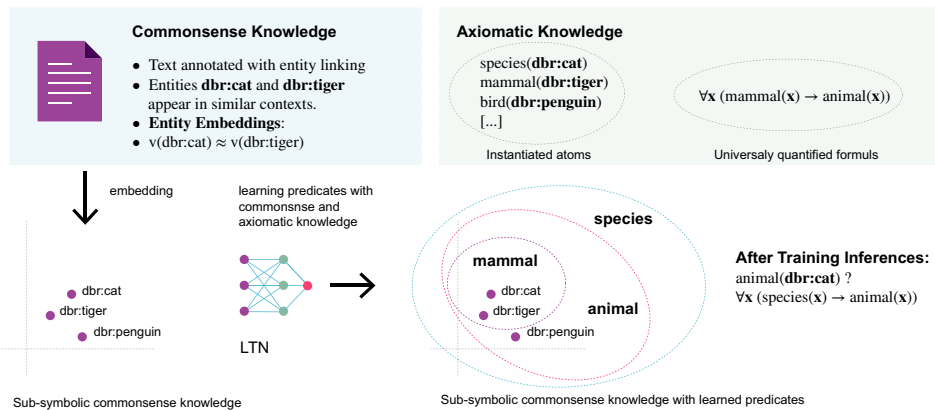 Commonsense Knowledge
• Text annotated with entity linking
• Entities dbr:cat and dbr:tiger
appear in similar contexts.
• Entity Embeddings:
• v(dbr:cat) ≈ v(dbr:tiger)
Axiomatic Knowledge
species(dbr:cat)
mammal(dbr:tiger)
bird(dbr:penguin)
[...]
Instantiated atoms
∀x (mammal(x) → animal(x))
Universaly quantified formuls
embedding
learning predicates with
commonsnse and
axiomatic knowledge
dbr:cat
dbr:tiger
dbr:penguin
Sub-symbolic commonsense knowledge
LTN
species
mammal
animal
dbr:cat
dbr:tiger
dbr:penguin
Sub-symbolic commonsense knowledge with learned predicates
After Training Inferences:
animal(dbr:cat) ?
∀x (species(x) → animal(x))